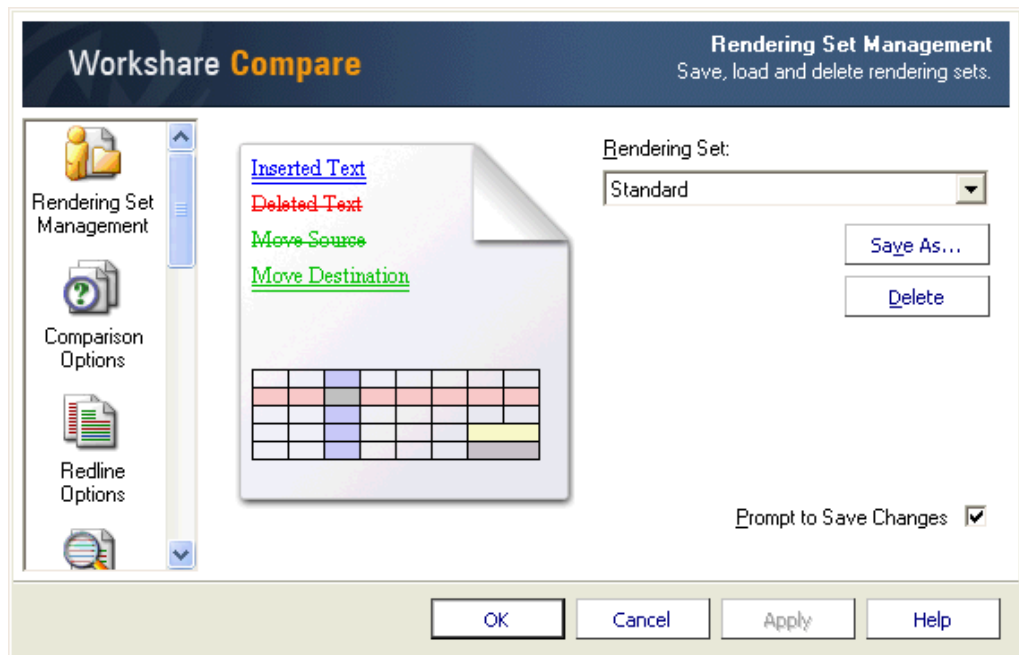 Workshare Compare
Rendering Set Management
Save, load and delete rendering sets.
Rendering Set
Management
Comparison
Options
Redline
Options
Inserted Text
Deleted Text
Move Source
Move Destination
Rendering Set:
Standard
Save As...
Delete
Prompt to Save Changes
OK
Cancel
Apply
Help